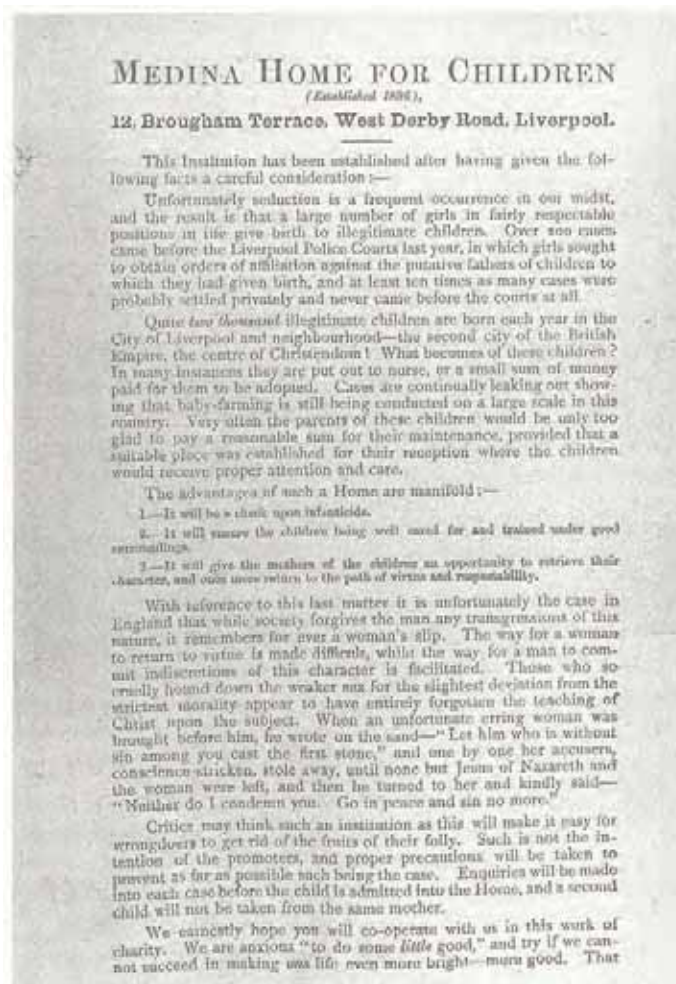 MEDINA HOME FOR CHILDREN
(Established 1896),
12, Brougham Terrace, West Derby Road, Liverpool.
This Institution has been established after having given the fol-
lowing facts a careful consideration:—
Unfortunately seduction is a frequent occurrence in our midst,
and the result is that a large number of girls in fairly respectable
positions in life give birth to illegitimate children. Over 200 cases
came before the Liverpool Police Courts last year, in which girls sought
to obtain orders of affiliation against the putative fathers of children to
which they had given birth, and at least ten times as many cases were
probably settled privately and never came before the courts at all.
Quite two thousand illegitimate children are born each year in the
City of Liverpool and neighbourhood—the second city of the British
Empire, the centre of Christendom! What becomes of these children?
In many instances they are put out to nurse, or a small sum of money
paid for them to be adopted. Cases are continually leaking out show-
ing that baby-farming is still being conducted on a large scale in this
country. Very often the parents of these children would be only too
glad to pay a reasonable sum for their maintenance, provided that a
suitable place was established for their reception where the children
would receive proper attention and care.
The advantages of such a Home are manifold:—
1.—It will be a check upon infanticide.
2.—It will ensure the children being well cared for and trained under good
surroundings.
3.—It will give the mothers of the children an opportunity to retrieve their
character, and once more return to the path of virtue and respectability.
With reference to this last matter it is unfortunately the case in
England that while society forgives the man any transgressions of this
nature, it remembers for ever a woman's slip. The way for a woman
to return to virtue is made difficult, whilst the way for a man to com-
mit indiscretions of this character is facilitated. Those who so
cruelly hound down the weaker sex for the slightest deviation from the
strictest morality appear to have entirely forgotten the teaching of
Christ upon the subject. When an unfortunate erring woman was
brought before him, he wrote on the sand—"Let him who is without
sin among you cast the first stone," and one by one her accusers,
conscience-stricken, stole away, until none but Jesus of Nazareth and
the woman were left, and then he turned to her and kindly said—
"Neither do I condemn you. Go in peace and sin no more."
Critics may think such an institution as this will make it easy for
wrongdoers to get rid of the fruits of their folly. Such is not the in-
tention of the promoters, and proper precautions will be taken to
prevent as far as possible such being the case. Enquiries will be made
into each case before the child is admitted into the Home, and a second
child will not be taken from the same mother.
We earnestly hope you will co-operate with us in this work of
charity. We are anxious "to do some little good," and try if we can-
not succeed in making one life even more bright—more good. That